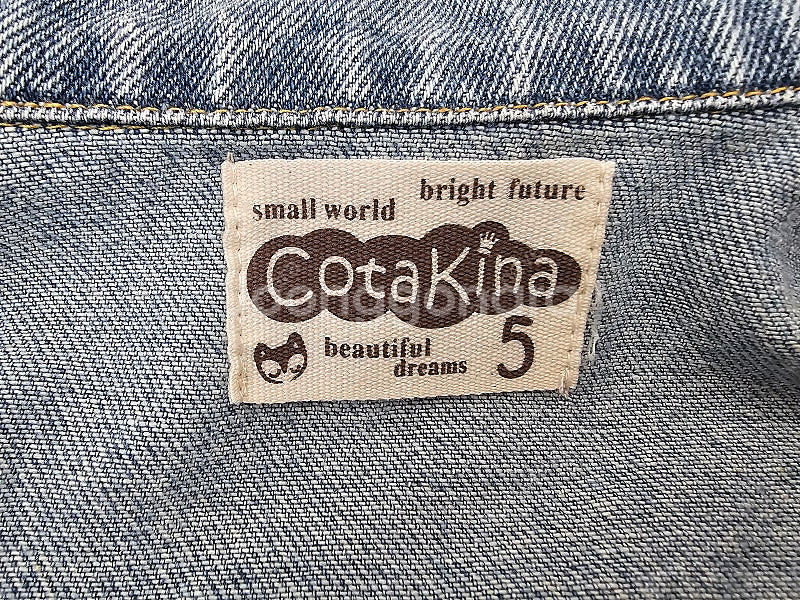 bright future
small world
CotaKina
beautiful
dreams
5